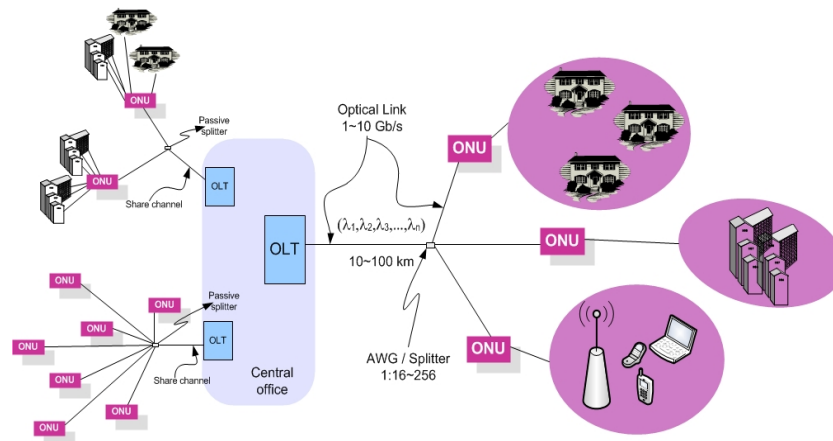 ONU
Passive
splitter
ONU
OLT
Share channel
Optical Link
1~10 Gb/s
ONU
OLT
(λ1,λ2,λ3,...,λn)
10~100 km
ONU
ONU
AWG / Splitter
1:16~256
Central
office
ONU
ONU
Passive
splitter
ONU
ONU
OLT
Share channel
ONU
ONU
ONU